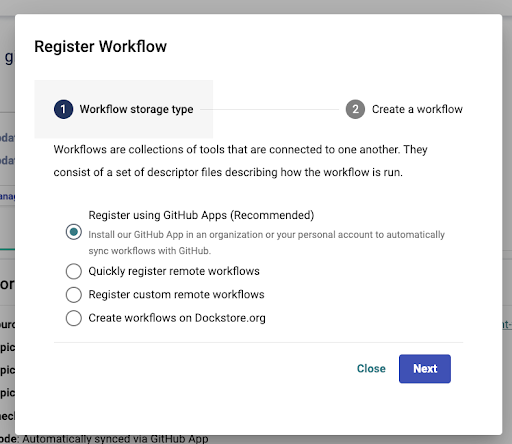 Register Workflow
1 Workflow storage type
2 Create a workflow
Workflows are collections of tools that are connected to one another. They
consist of a set of descriptor files describing how the workflow is run.
Register using GitHub Apps (Recommended)
Install our GitHub App in an organization or your personal account to automatically
sync workflows with GitHub.
Quickly register remote workflows
Register custom remote workflows
Create workflows on Dockstore.org
Close
Next
ode: Automatically synced via GitHub App